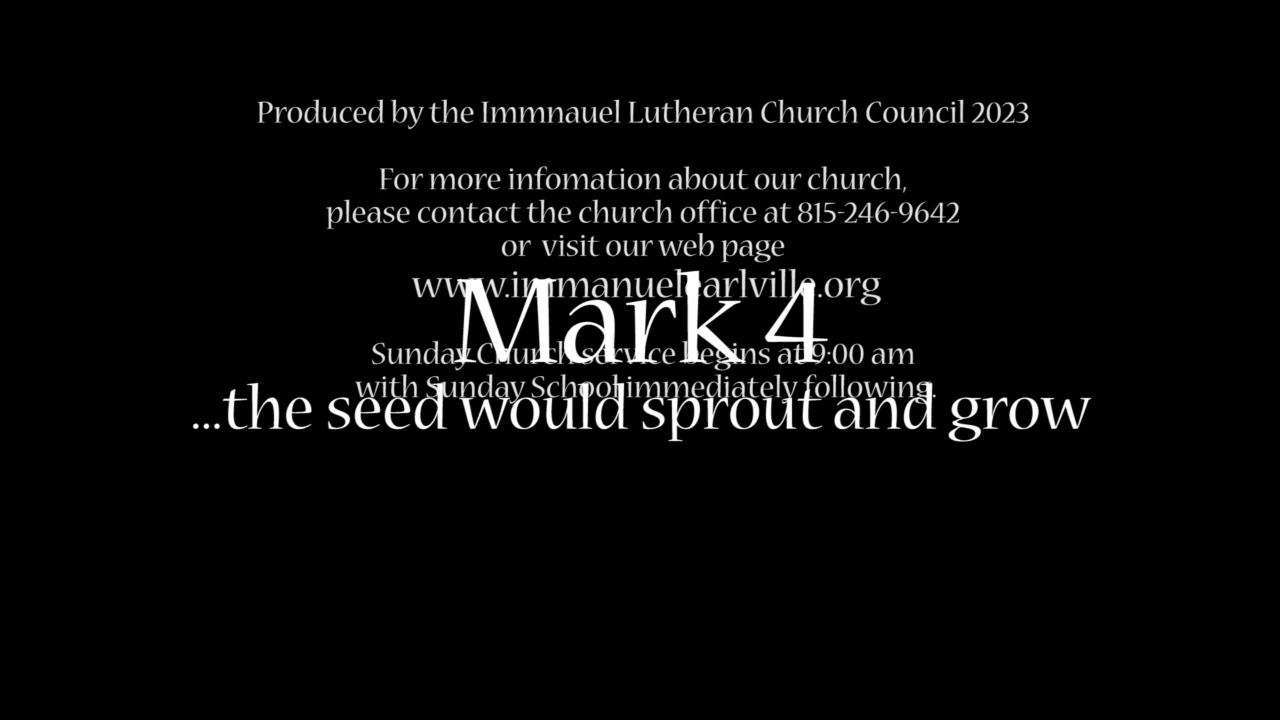 Produced by the Immnauel Lutheran Church Council 2023
For more infomation about our church,
please contact the church office at 815-246-9642
or visit our web page
www.immanuelearlville.org
Mark 4
Sunday Church service begins at 9:00 am
with Sunday School immediately following.
...the seed would sprout and grow